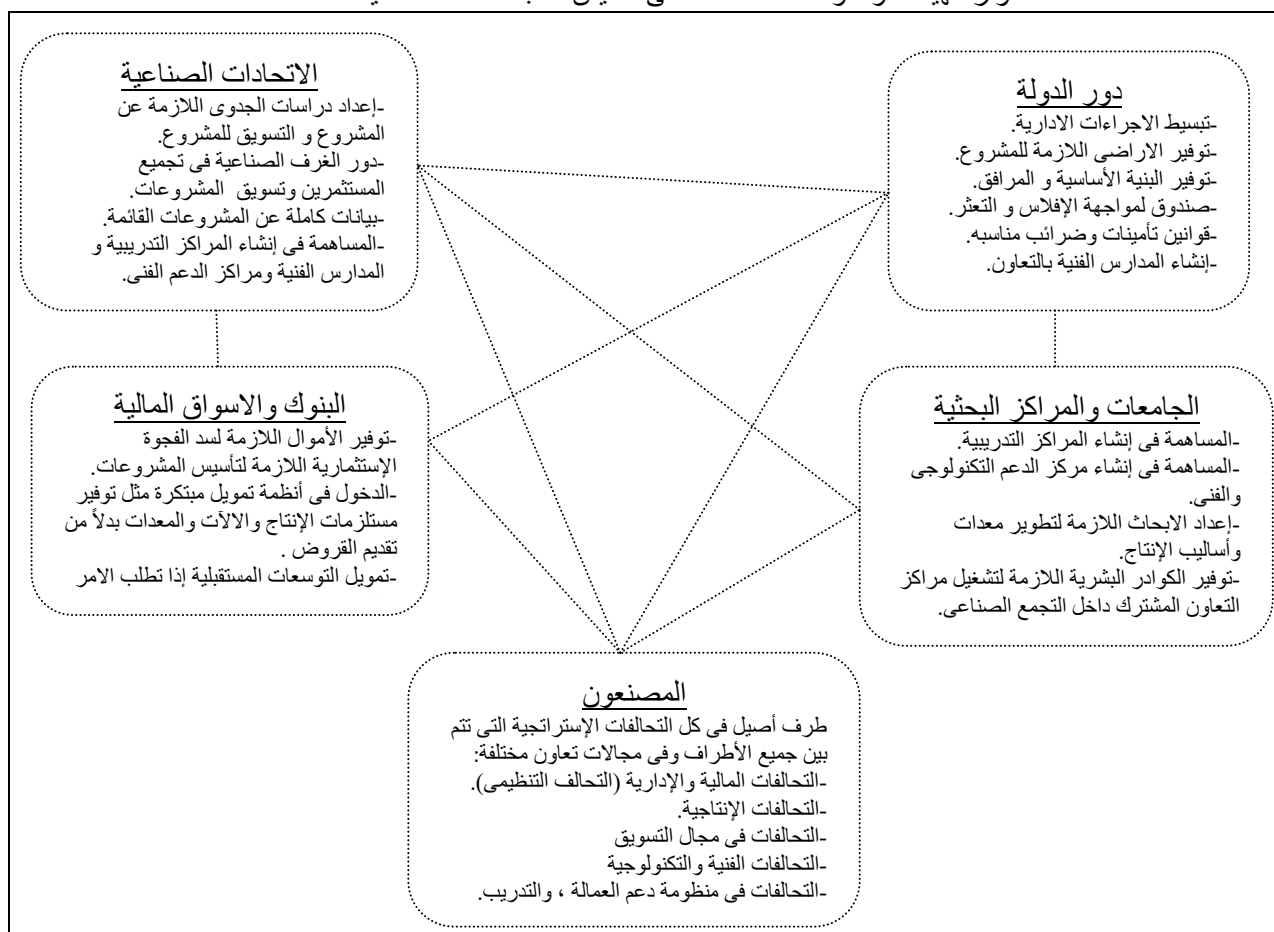 دور الدولة
-تبسيط الاجراءات الادارية.
-توفير الاراضى اللازمة للمشروع.
-توفير البنية الأساسية و المرافق.
-صندوق لمواجهة الإفلاس و التعثر.
-قوانين تأمينات وضرائب مناسبه.
-إنشاء المدارس الفنية بالتعاون.
الاتحادات الصناعية
-إعداد دراسات الجدوى اللازمة عن
المشروع و التسويق للمشروع.
-دور الغرف الصناعية فى تجميع
المستثمرين وتسويق المشروعات.
-بيانات كاملة عن المشروعات القائمة.
-المساهمة فى إنشاء المراكز التدريبية و
المدارس الفنية ومراكز الدعم الفنى.
الجامعات والمراكز البحثية
-المساهمة فى إنشاء المراكز التدريبية.
-المساهمة فى إنشاء مركز الدعم التكنولوجى
والفنى.
-إعداد الابحاث اللازمة لتطوير معدات
وأساليب الإنتاج.
-توفير الكوادر البشرية اللازمة لتشغيل مراكز
التعاون المشترك داخل التجمع الصناعى.
البنوك والاسواق المالية
-توفير الأموال اللازمة لسد الفجوة
الإستثمارية اللازمة لتأسيس المشروعات.
-الدخول فى أنظمة تمويل مبتكرة مثل توفير
مستلزمات الإنتاج والالآت والمعدات بدلاً من
تقديم القروض .
-تمويل التوسعات المستقبلية إذا تطلب الامر
المصنعون
طرف أصيل فى كل التحالفات الإستراتجية التى تتم
بين جميع الأطراف وفى مجالات تعاون مختلفة:
-التحالفات المالية والإدارية (التحالف التنظيمى).
-التحالفات الإنتاجية.
-التحالفات فى مجال التسويق
-التحالفات الفنية والتكنولوجية
-التحالفات فى منظومة دعم العمالة ، والتدريب.